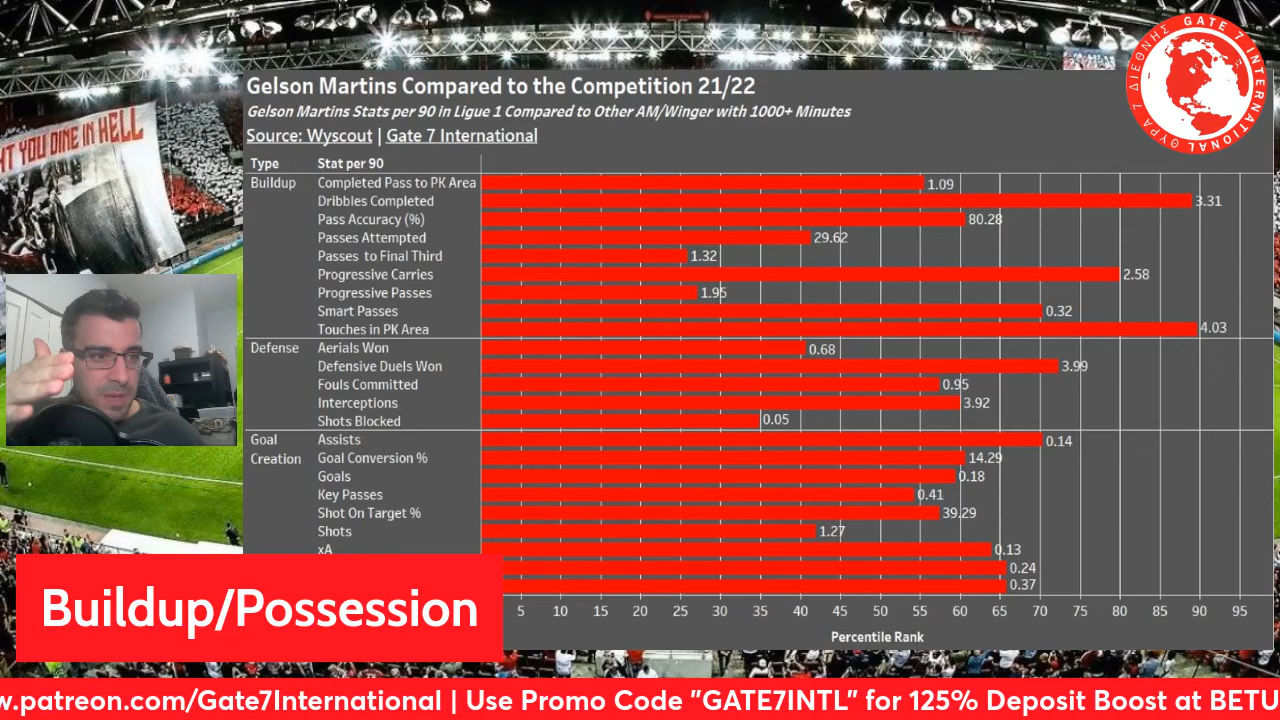 Gelson Martins Compared to the Competition 21/22
Gelson Martins Stats per 90 in Ligue 1 Compared to Other AM/Winger with 1000+ Minutes
Source: Wyscout | Gate 7 International
GATE 7 INTERNATIONAL ΘΥΡΑ 7 ΔΙΕΘΝΗΣ
YOU DINE IN HELL
Type Stat per 90
Buildup Completed Pass to PK Area 1.09
Dribbles Completed 3.31
Pass Accuracy (%) 80.28
Passes Attempted 29.62
Passes to Final Third 1.32
Progressive Carries 2.58
Progressive Passes 1.95
Smart Passes 0.32
Touches in PK Area 4.03
Defense Aerials Won 0.68
Defensive Duels Won 3.99
Fouls Committed 0.95
Interceptions 3.92
Shots Blocked 0.05
Goal Creation Assists 0.14
Goal Conversion % 14.29
Goals 0.18
Key Passes 0.41
Shot On Target % 39.29
Shots 1.27
xA 0.13
0.24
0.37
5 10 15 20 25 30 35 40 45 50 55 60 65 70 75 80 85 90 95
Percentile Rank
Buildup/Possession
w.patreon.com/Gate7International | Use Promo Code "GATE7INTL" for 125% Deposit Boost at BETU